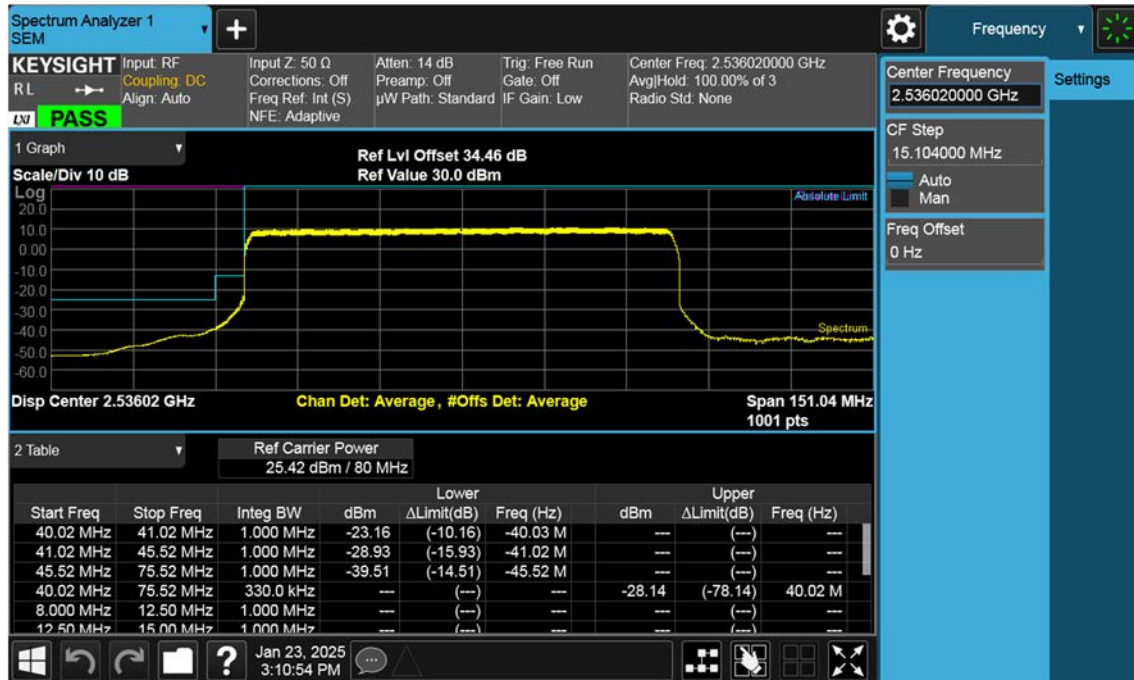 Spectrum Analyzer 1
SEM
Frequency
KEYSIGHT
R L
LXI PASS
Input: RF
Coupling: DC
Align: Auto
Input Z: 50 Ω
Corrections: Off
Freq Ref: Int (S)
NFE: Adaptive
Atten: 14 dB
Preamp: Off
µW Path: Standard
Trig: Free Run
Gate: Off
IF Gain: Low
Center Freq: 2.536020000 GHz
Avg|Hold: 100.00% of 3
Radio Std: None
Center Frequency
2.536020000 GHz
Settings
CF Step
15.104000 MHz
Auto
Man
Freq Offset
0 Hz
1 Graph
Scale/Div 10 dB
Ref Lvl Offset 34.46 dB
Ref Value 30.0 dBm
Log
20.0
10.0
0.00
-10.0
-20.0
-30.0
-40.0
-50.0
-60.0
Absolute Limit
Spectrum
Disp Center 2.53602 GHz
Chan Det: Average, #Offs Det: Average
Span 151.04 MHz
1001 pts
2 Table
Ref Carrier Power
25.42 dBm / 80 MHz
Lower Upper
Start Freq Stop Freq Integ BW dBm ΔLimit(dB) Freq (Hz) dBm ΔLimit(dB) Freq (Hz)
40.02 MHz 41.02 MHz 1.000 MHz -23.16 (-10.16) -40.03 M --- (---) ---
41.02 MHz 45.52 MHz 1.000 MHz -28.93 (-15.93) -41.02 M --- (---) ---
45.52 MHz 75.52 MHz 1.000 MHz -39.51 (-14.51) -45.52 M --- (---) ---
40.02 MHz 75.52 MHz 330.0 kHz --- (---) --- -28.14 (-78.14) 40.02 M
8.000 MHz 12.50 MHz 1.000 MHz --- (---) --- --- (---) ---
12.50 MHz 15.00 MHz 1.000 MHz --- (---) --- --- (---) ---
Jan 23, 2025
3:10:54 PM